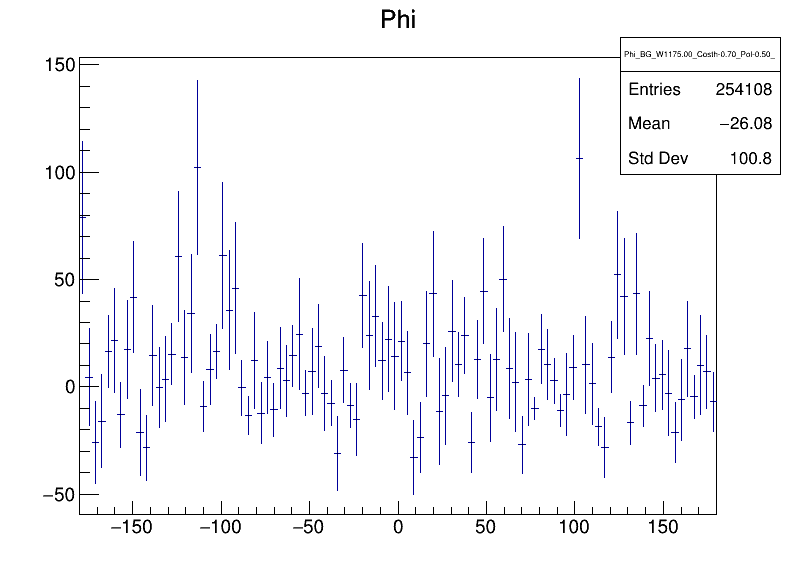 Phi
Phi_BG_W1175.00_Costh-0.70_Pol-0.50_
Entries 254108
Mean −26.08
Std Dev 100.8
150
100
50
0
−50
−150 −100 −50 0 50 100 150